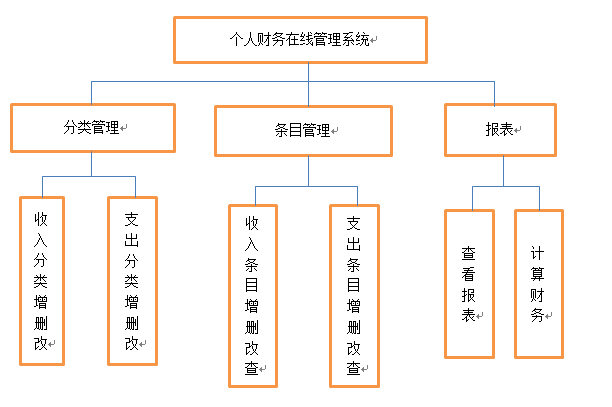 个人财务在线管理系统
分类管理
条目管理
报表
收入分类增删改
支出分类增删改
收入条目增删改查
支出条目增删改查
查看报表
计算财务